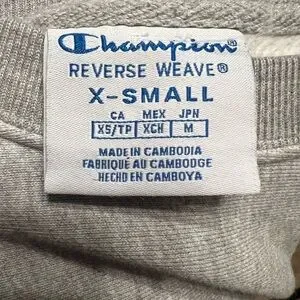 Champion®
REVERSE WEAVE®
X-SMALL
CA MEX JPN
XS/TP XCH M
MADE IN CAMBODIA
FABRIQUÉ AU CAMBODGE
HECHO EN CAMBOYA